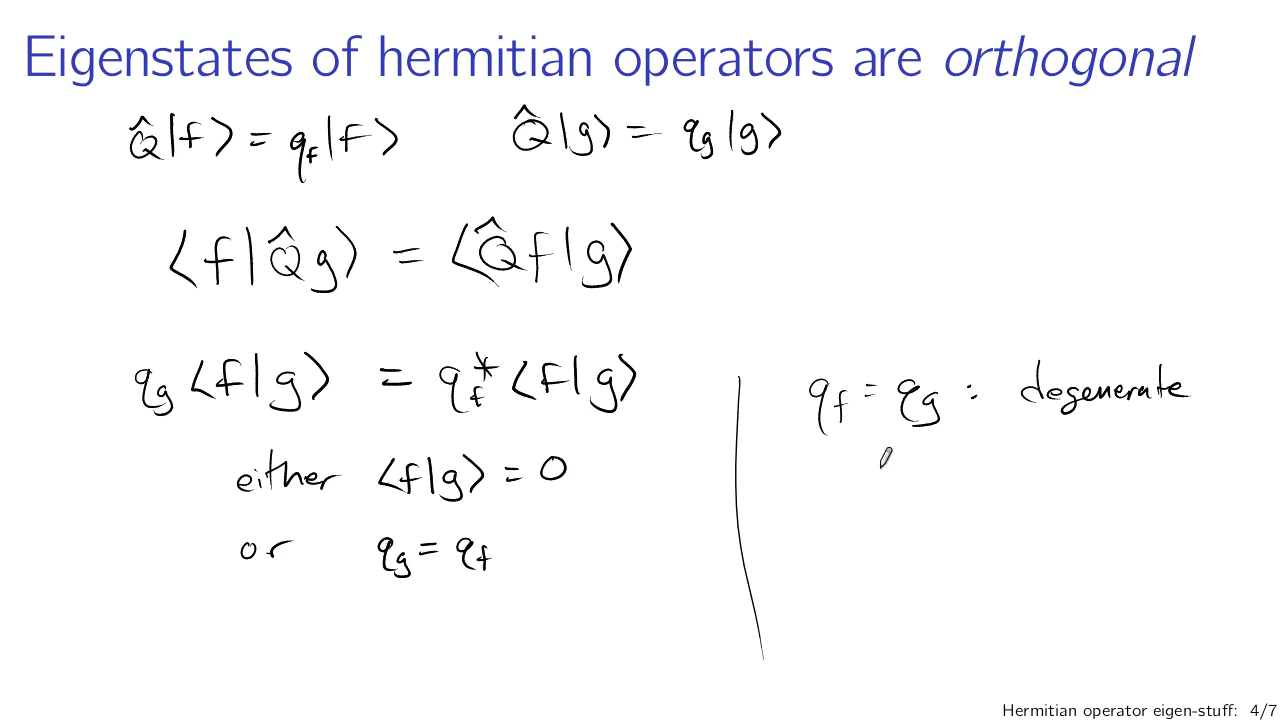 Eigenstates of hermitian operators are orthogonal
Q̂|f⟩ = q_f|f⟩ Q̂|g⟩ = q_g|g⟩
⟨f|Q̂g⟩ = ⟨Q̂f|g⟩
q_g⟨f|g⟩ = q_f*⟨f|g⟩
either ⟨f|g⟩ = 0
or q_g = q_f
q_f = q_g : degenerate
Hermitian operator eigen-stuff: 4/7